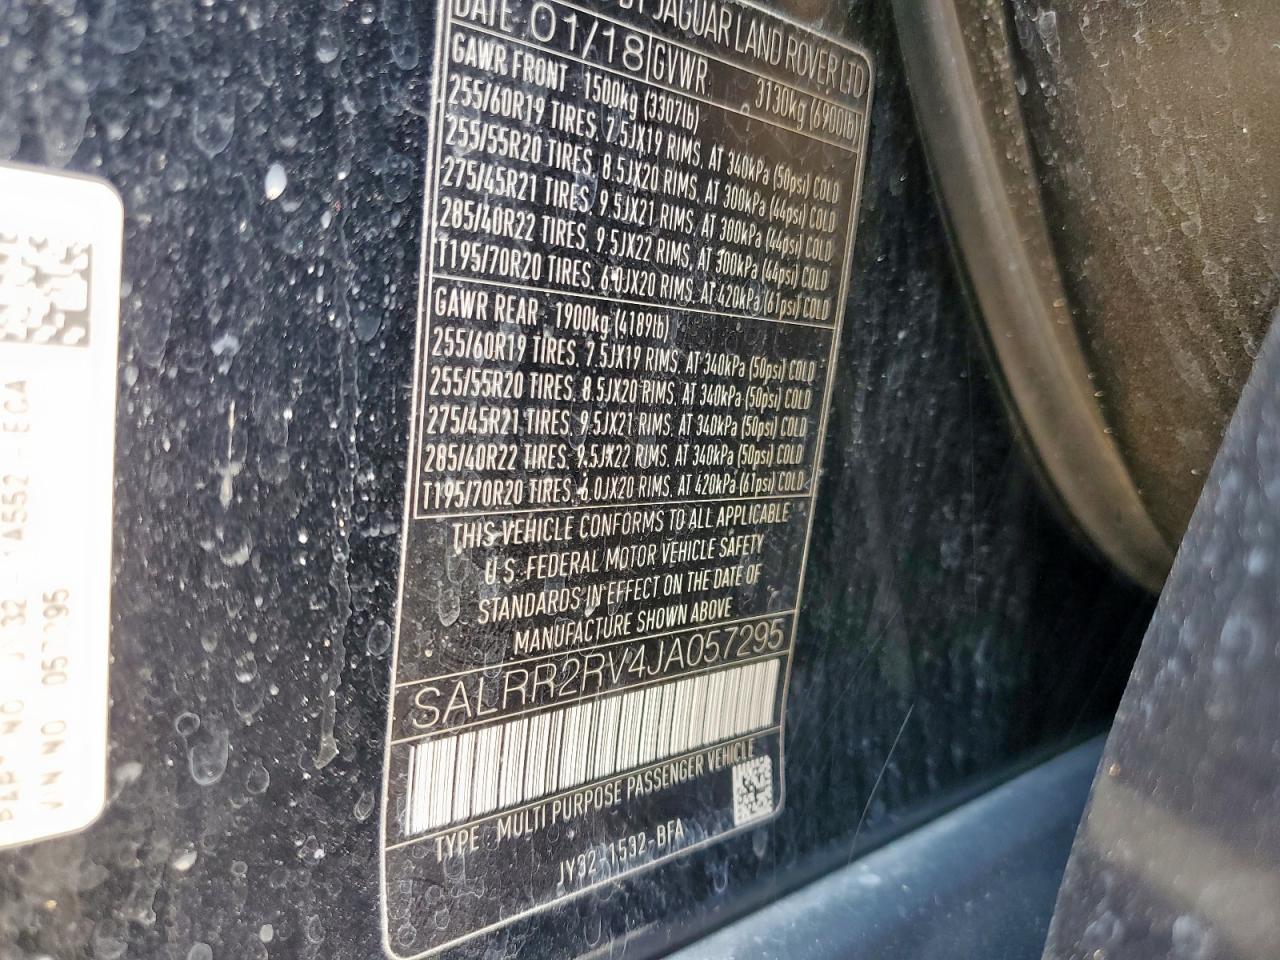 BY JAGUAR LAND ROVER LTD
DATE: 01/18 GVWR: 3130kg (6900lb)
GAWR FRONT : 1500kg (3307lb)
255/60R19 TIRES, 7.5JX19 RIMS, AT 340kPa (50psi) COLD
255/55R20 TIRES, 8.5JX20 RIMS, AT 300kPa (44psi) COLD
275/45R21 TIRES, 9.5JX21 RIMS, AT 300kPa (44psi) COLD
285/40R22 TIRES, 9.5JX22 RIMS, AT 300kPa (44psi) COLD
T195/70R20 TIRES, 6.0JX20 RIMS, AT 420kPa (61psi) COLD
GAWR REAR : 1900kg (4189lb)
255/60R19 TIRES, 7.5JX19 RIMS, AT 340kPa (50psi) COLD
255/55R20 TIRES, 8.5JX20 RIMS, AT 340kPa (50psi) COLD
275/45R21 TIRES, 9.5JX21 RIMS, AT 340kPa (50psi) COLD
285/40R22 TIRES, 9.5JX22 RIMS, AT 340kPa (50psi) COLD
T195/70R20 TIRES, 6.0JX20 RIMS, AT 420kPa (61psi) COLD
THIS VEHICLE CONFORMS TO ALL APPLICABLE
U.S. FEDERAL MOTOR VEHICLE SAFETY
STANDARDS IN EFFECT ON THE DATE OF
MANUFACTURE SHOWN ABOVE
SALRR2RV4JA057295
TYPE : MULTI PURPOSE PASSENGER VEHICLE
JY32-1532-BFA
PART NO 14552-ECA
VIN NO